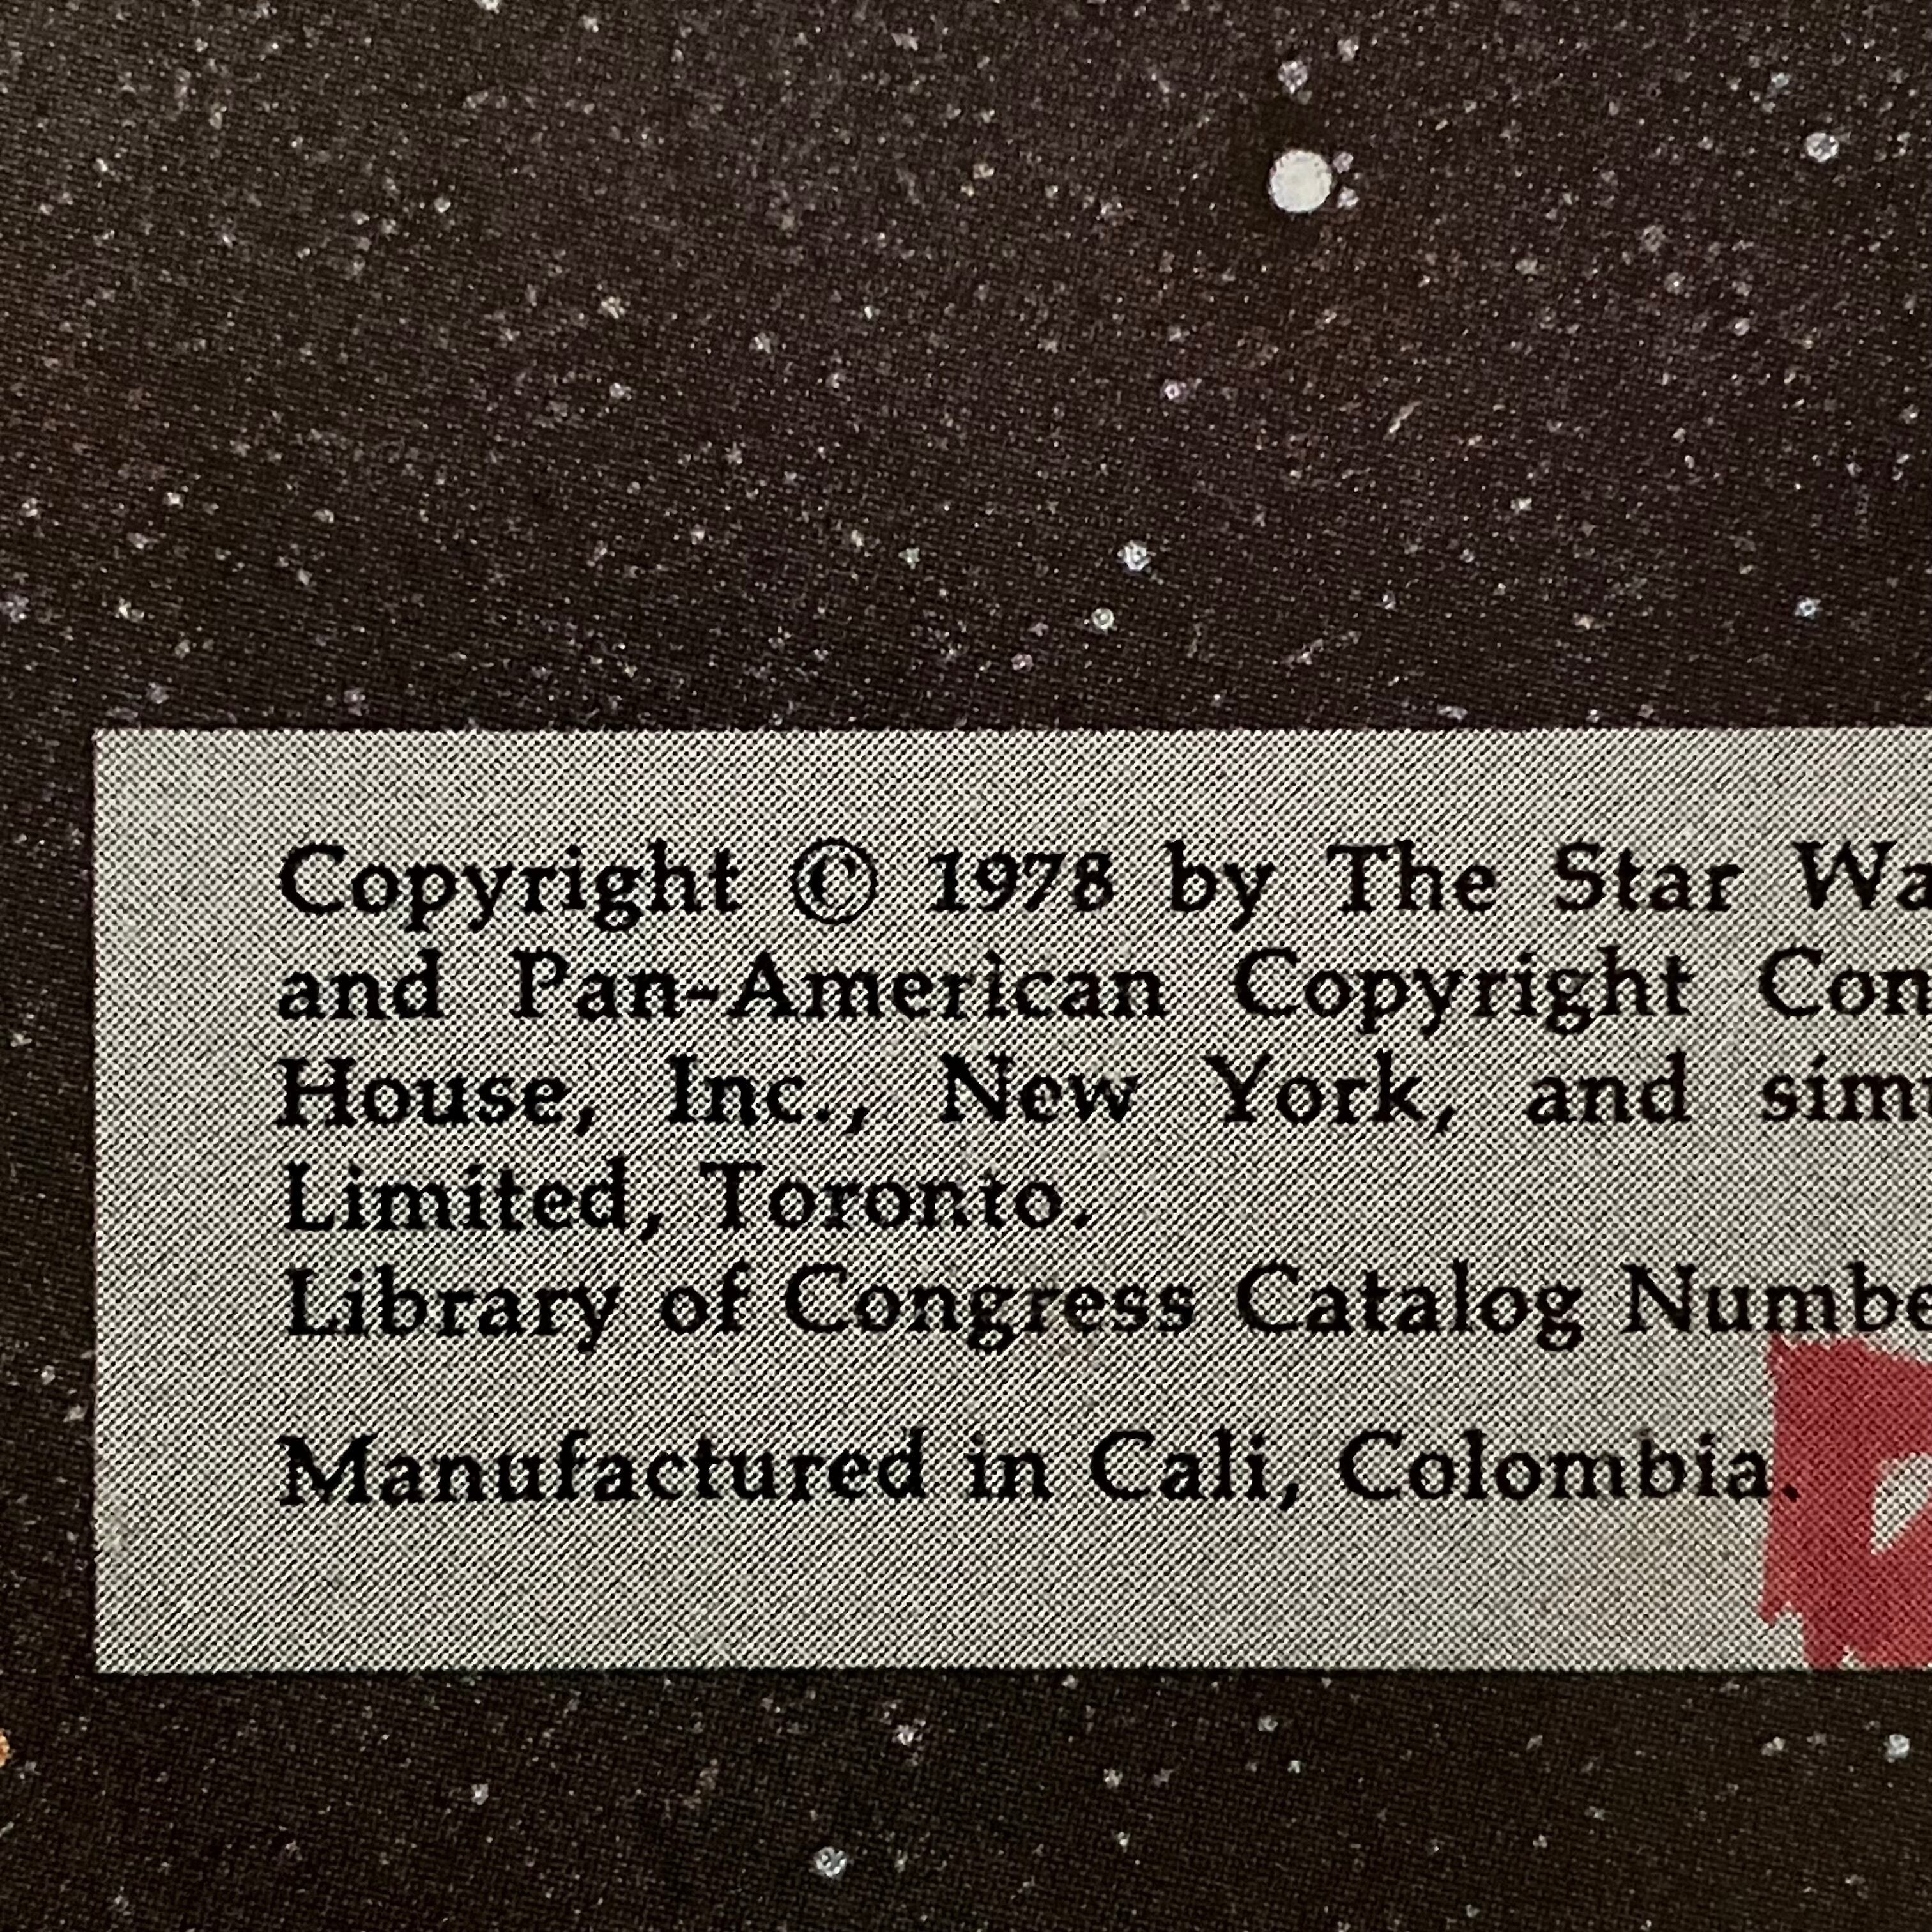 Copyright © 1978 by The Star Wa
and Pan-American Copyright Con
House, Inc., New York, and sim
Limited, Toronto.
Library of Congress Catalog Numbe
Manufactured in Cali, Colombia.